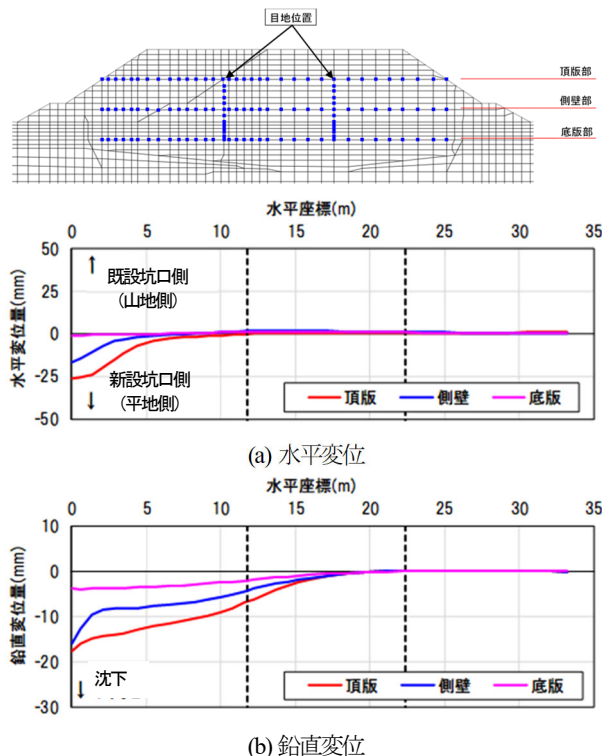 目地位置
頂版部
側壁部
底版部
水平座標(m)
0 5 10 15 20 25 30 35
水平変位量(mm)
50
25
0
-25
-50
↑
既設坑口側
（山地側）
新設坑口側
（平地側）
↓
頂版 側壁 底版
(a) 水平変位
水平座標(m)
0 5 10 15 20 25 30 35
鉛直変位量(mm)
10
0
-10
-20
-30
↓ 沈下
頂版 側壁 底版
(b) 鉛直変位